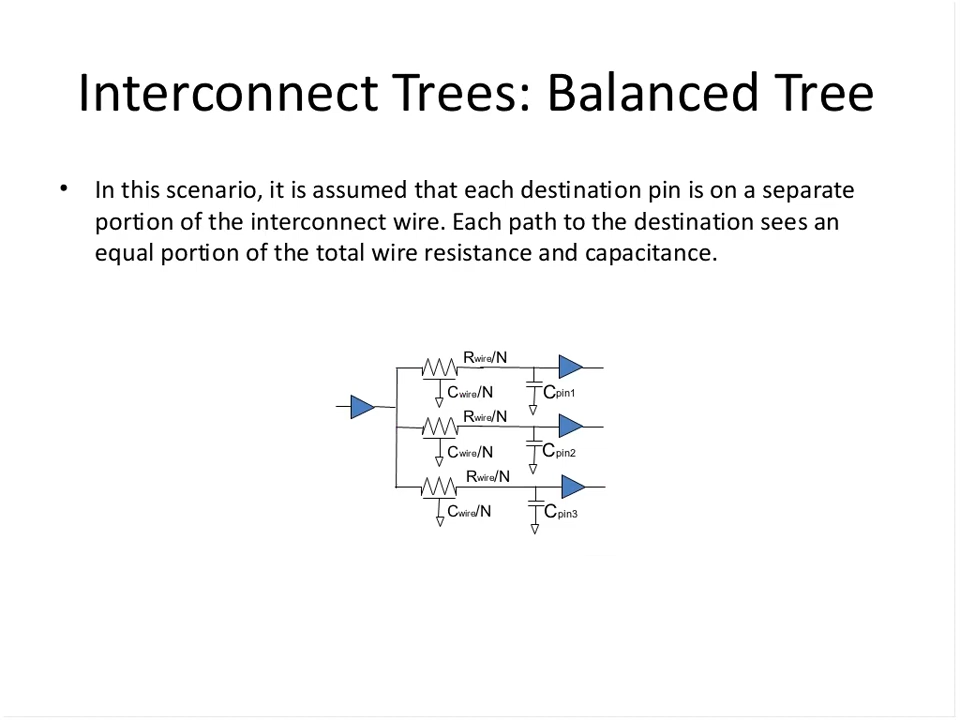 Interconnect Trees: Balanced Tree
• In this scenario, it is assumed that each destination pin is on a separate
portion of the interconnect wire. Each path to the destination sees an
equal portion of the total wire resistance and capacitance.
Rwire/N
Cwire/N
Cpin1
Rwire/N
Cwire/N
Cpin2
Rwire/N
Cwire/N
Cpin3